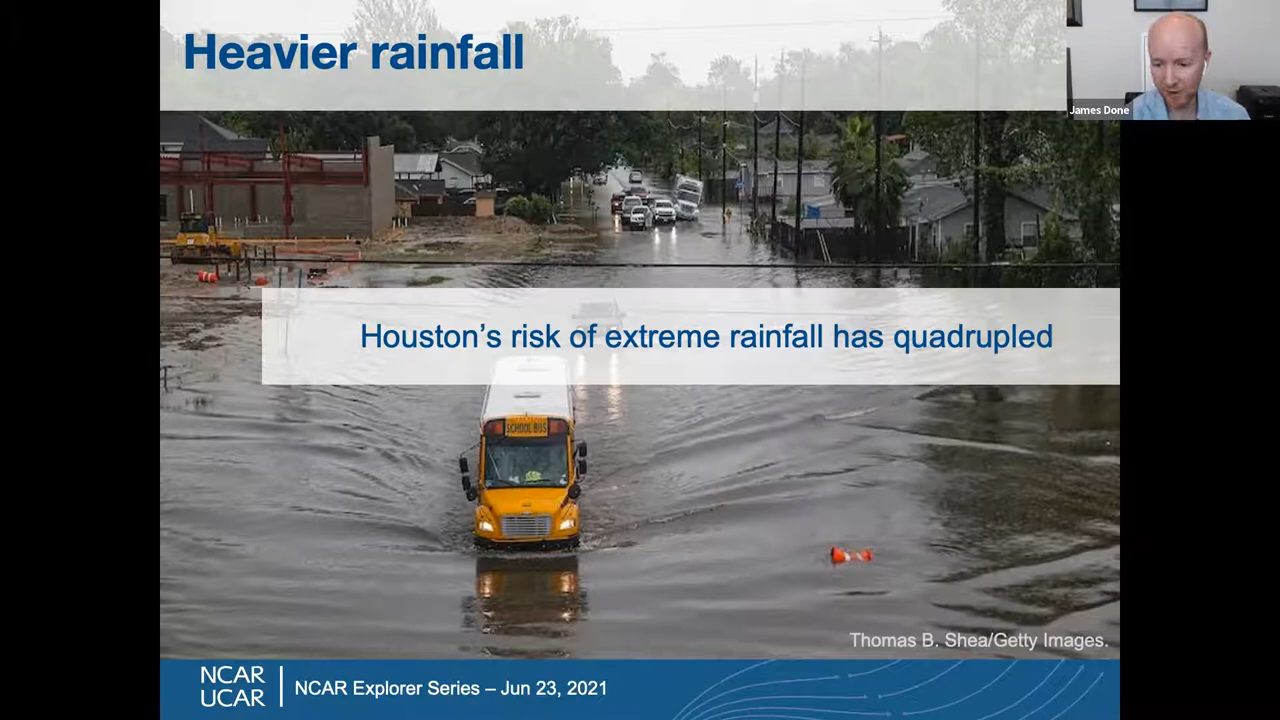 Heavier rainfall
James Done
Houston’s risk of extreme rainfall has quadrupled
SCHOOL BUS
Thomas B. Shea/Getty Images.
NCAR
UCAR
NCAR Explorer Series – Jun 23, 2021